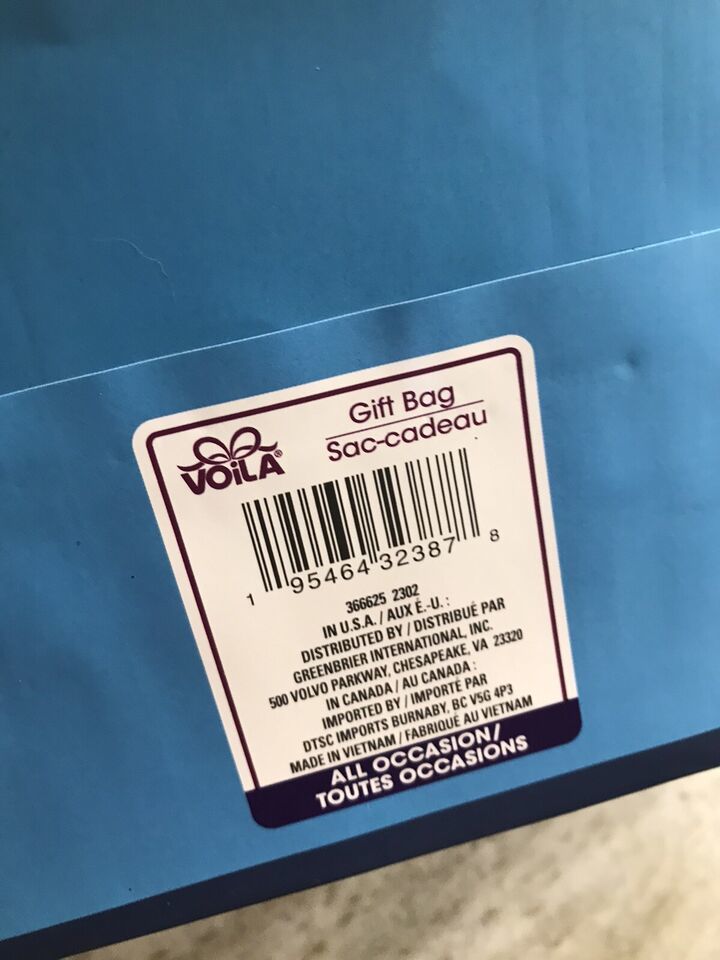 VOiLA®
Gift Bag
Sac-cadeau
1 95464 32387 8
366625 2302
IN U.S.A. / AUX É.-U. :
DISTRIBUTED BY / DISTRIBUÉ PAR
GREENBRIER INTERNATIONAL, INC.
500 VOLVO PARKWAY, CHESAPEAKE, VA 23320
IN CANADA / AU CANADA :
IMPORTED BY / IMPORTÉ PAR
DTSC IMPORTS BURNABY, BC V5G 4P3
MADE IN VIETNAM / FABRIQUÉ AU VIETNAM
ALL OCCASION/
TOUTES OCCASIONS